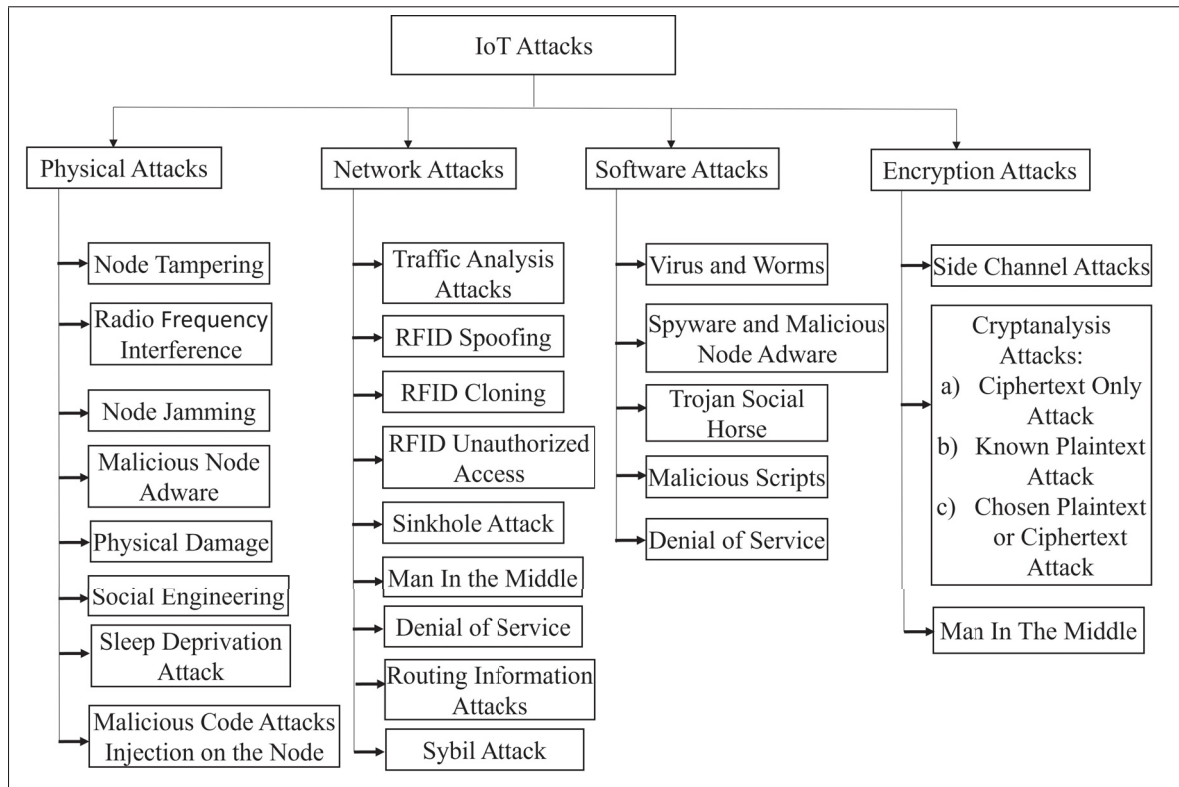 IoT Attacks
Physical Attacks
Node Tampering
Radio Frequency
Interference
Node Jamming
Malicious Node
Adware
Physical Damage
Social Engineering
Sleep Deprivation
Attack
Malicious Code Attacks
Injection on the Node
Network Attacks
Traffic Analysis
Attacks
RFID Spoofing
RFID Cloning
RFID Unauthorized
Access
Sinkhole Attack
Man In the Middle
Denial of Service
Routing Information
Attacks
Sybil Attack
Software Attacks
Virus and Worms
Spyware and Malicious
Node Adware
Trojan Social
Horse
Malicious Scripts
Denial of Service
Encryption Attacks
Side Channel Attacks
Cryptanalysis
Attacks:
a) Ciphertext Only
Attack
b) Known Plaintext
Attack
c) Chosen Plaintext
or Ciphertext
Attack
Man In The Middle